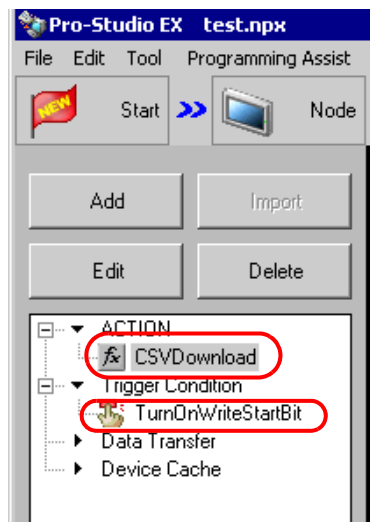 Pro-Studio EX test.npx
File Edit Tool Programming Assist
NEW Start Node
Add Import
Edit Delete
ACTION
fx CSVDownload
Trigger Condition
TurnOnWriteStartBit
Data Transfer
Device Cache